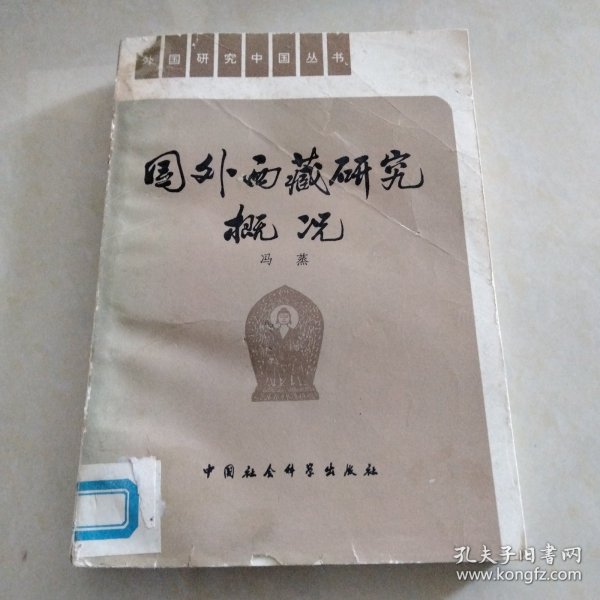 外国研究中国丛书
国外西藏研究
概况
冯 蒸
中国社会科学出版社
孔夫子旧书网
www.kongfz.com